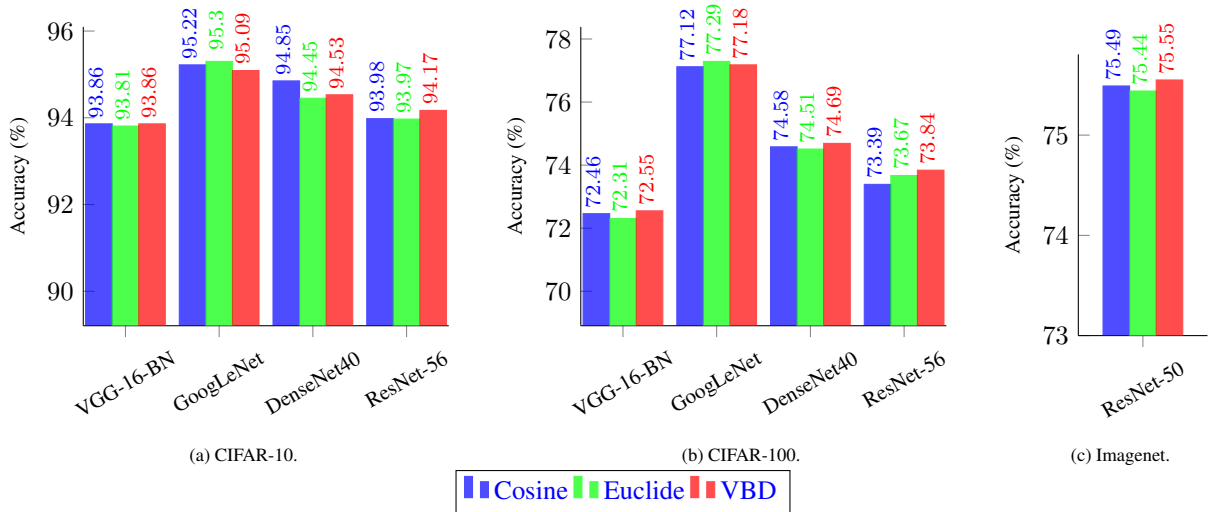 Accuracy (%)
96
94
92
90
93.86
93.81
93.86
95.22
95.3
95.09
94.85
94.45
94.53
93.98
93.97
94.17
VGG-16-BN
GoogLeNet
DenseNet40
ResNet-56
(a) CIFAR-10.
Accuracy (%)
78
76
74
72
70
72.46
72.31
72.55
77.12
77.29
77.18
74.58
74.51
74.69
73.39
73.67
73.84
VGG-16-BN
GoogLeNet
DenseNet40
ResNet-56
(b) CIFAR-100.
Accuracy (%)
75
74
73
75.49
75.44
75.55
ResNet-50
(c) Imagenet.
Cosine Euclide VBD